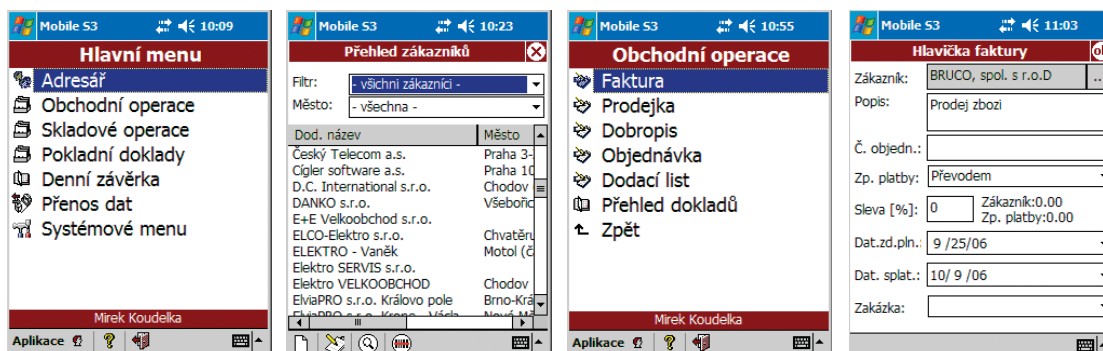 Mobile S3 10:09
Hlavní menu
Adresář
Obchodní operace
Skladové operace
Pokladní doklady
Denní závěrka
Přenos dat
Systémové menu
Mirek Koudelka
Aplikace
Mobile S3 10:23
Přehled zákazníků
Filtr: - všichni zákazníci -
Město: - všechna -
Dod. název Město
Český Telecom a.s. Praha 3-
Cígler software a.s. Praha 10
D.C. International s.r.o. Chodov
DANKO s.r.o. Všebořic
E+E Velkoobchod s.r.o.
ELCO-Elektro s.r.o. Chvatěru
ELEKTRO - Vaněk Motol (č
Elektro SERVIS s.r.o.
Elektro VELKOOBCHOD Chodov
ElviaPRO s.r.o. Královo pole Brno-Krá
Mobile S3 10:55
Obchodní operace
Faktura
Prodejka
Dobropis
Objednávka
Dodací list
Přehled dokladů
Zpět
Mirek Koudelka
Aplikace
Mobile S3 11:03
Hlavička faktury ok
Zákazník: BRUCO, spol. s r.o.D ...
Popis: Prodej zbozi
Č. objedn.:
Zp. platby: Převodem
Sleva [%]: 0 Zákazník:0.00
Zp. platby:0.00
Dat.zd.pln.: 9 /25/06
Dat. splat.: 10/ 9 /06
Zakázka: